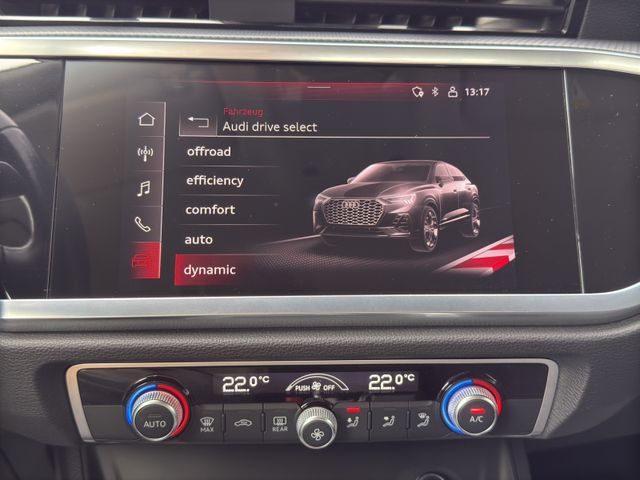 13:17
Fahrzeug
Audi drive select
offroad
efficiency
comfort
auto
dynamic
22.0°C
PUSH OFF
22.0°C
AUTO
MAX
REAR
A/C